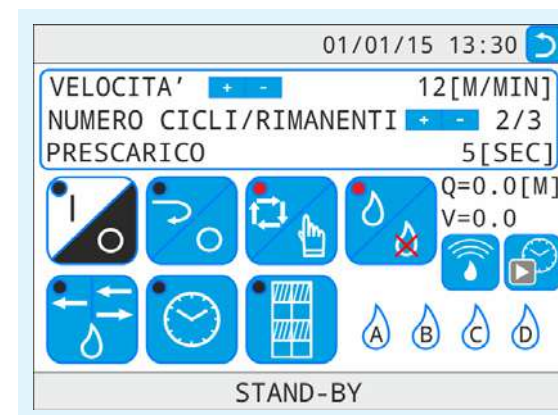 01/01/15 13:30
VELOCITA' + - 12[M/MIN]
NUMERO CICLI/RIMANENTI + - 2/3
PRESCARICO 5[SEC]
Q=0.0[M]
V=0.0
A B C D
STAND-BY